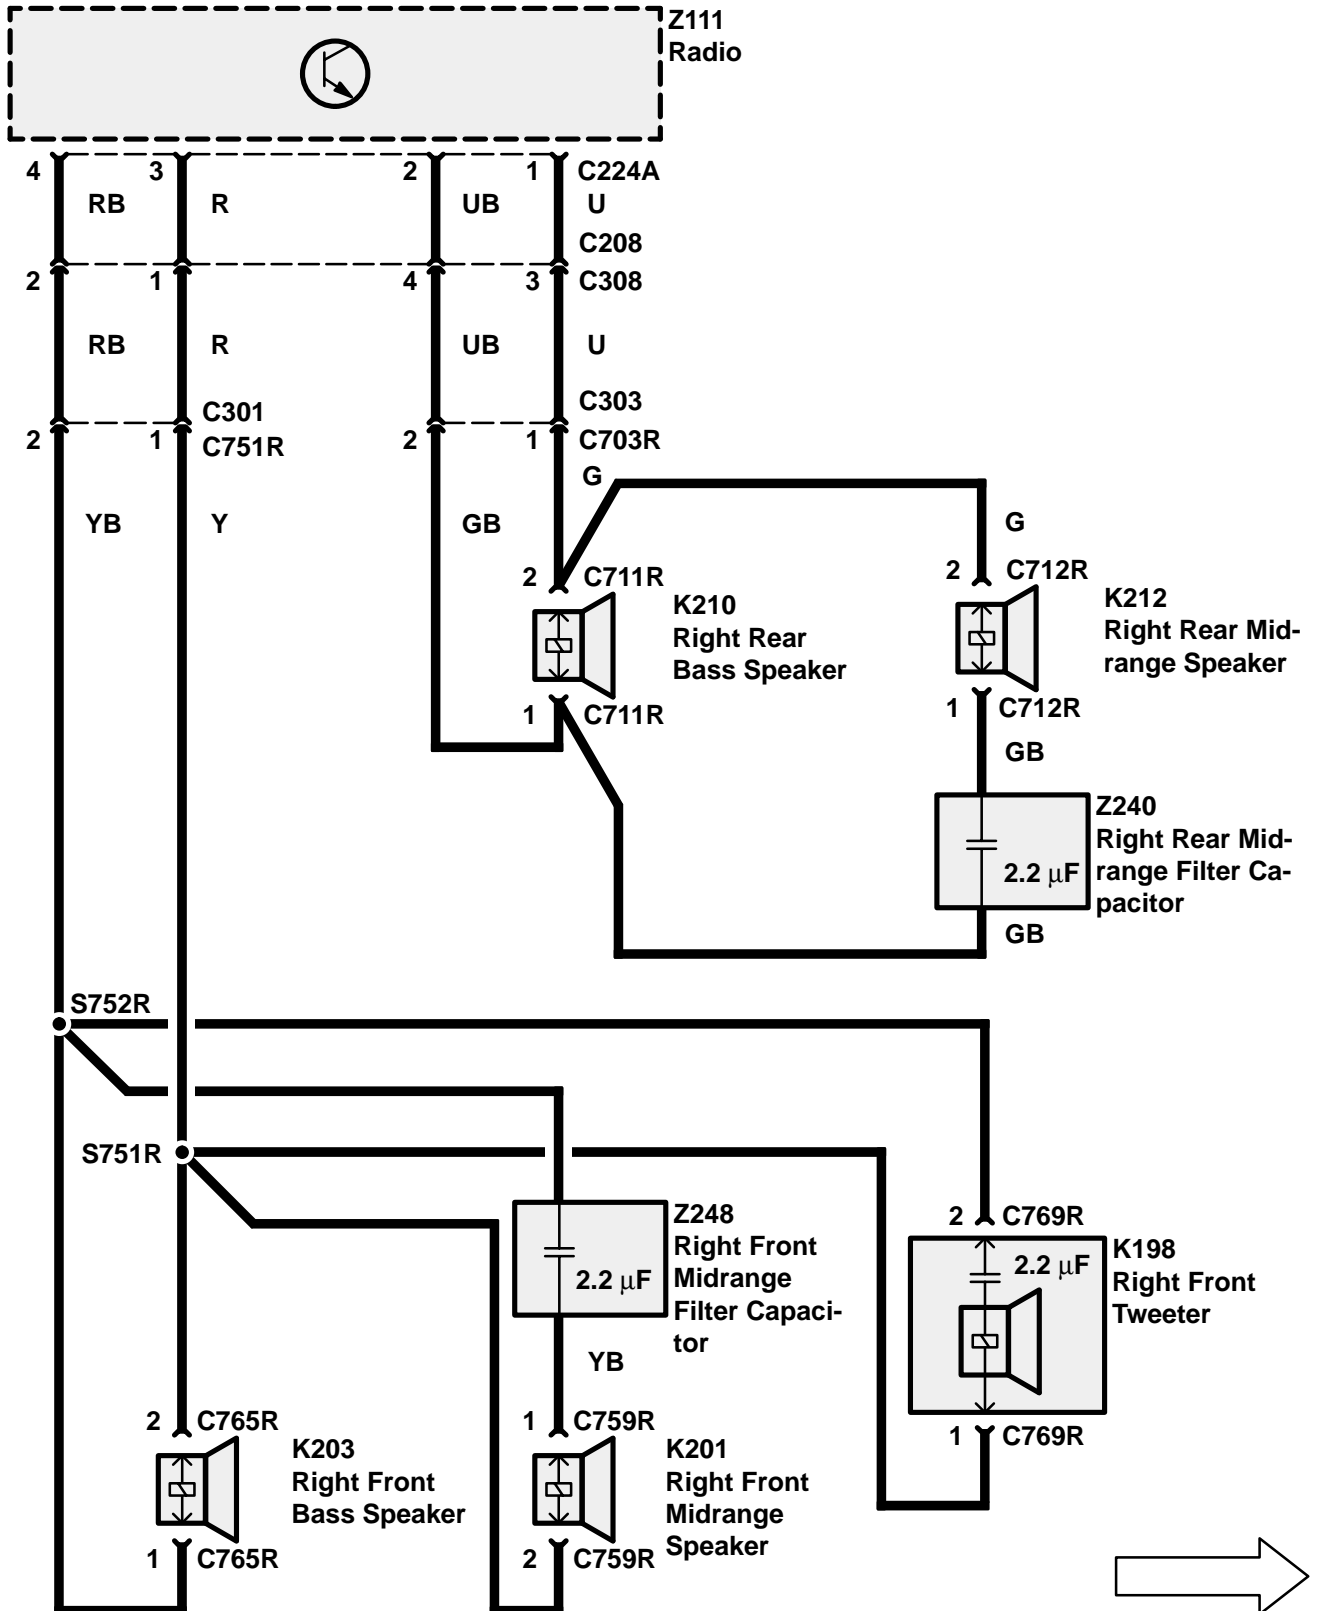 Z111
Radio
4 3 2 1 C224A
RB R UB U
C208
2 1 4 3 C308
RB R UB U
C301 C303
2 1 C751R 2 1 C703R
G
YB Y GB G
2 C711R 2 C712R
K210
Right Rear
Bass Speaker
K212
Right Rear Mid-
range Speaker
1 C711R 1 C712R
GB
Z240
Right Rear Mid-
range Filter Ca-
pacitor
2.2 µF
GB
S752R
S751R
Z248
Right Front
Midrange
Filter Capaci-
tor
2.2 µF
YB
2 C769R
K198
Right Front
Tweeter
2.2 µF
1 C769R
2 C765R
K203
Right Front
Bass Speaker
1 C765R
1 C759R
K201
Right Front
Midrange
Speaker
2 C759R